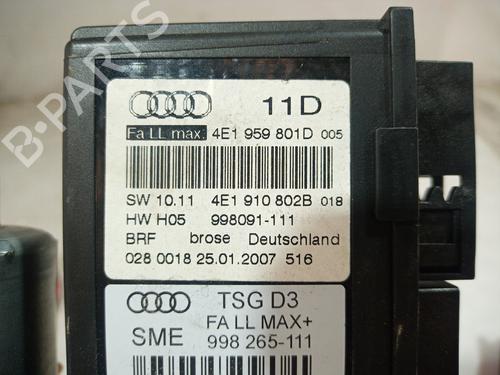 11D
Fa LL max. 4E1 959 801D 005
SW 10.11 4E1 910 802B 018
HW H05 998091-111
BRF brose Deutschland
028 0018 25.01.2007 516
TSG D3
FA LL MAX+
SME 998 265-111
B-PARTS